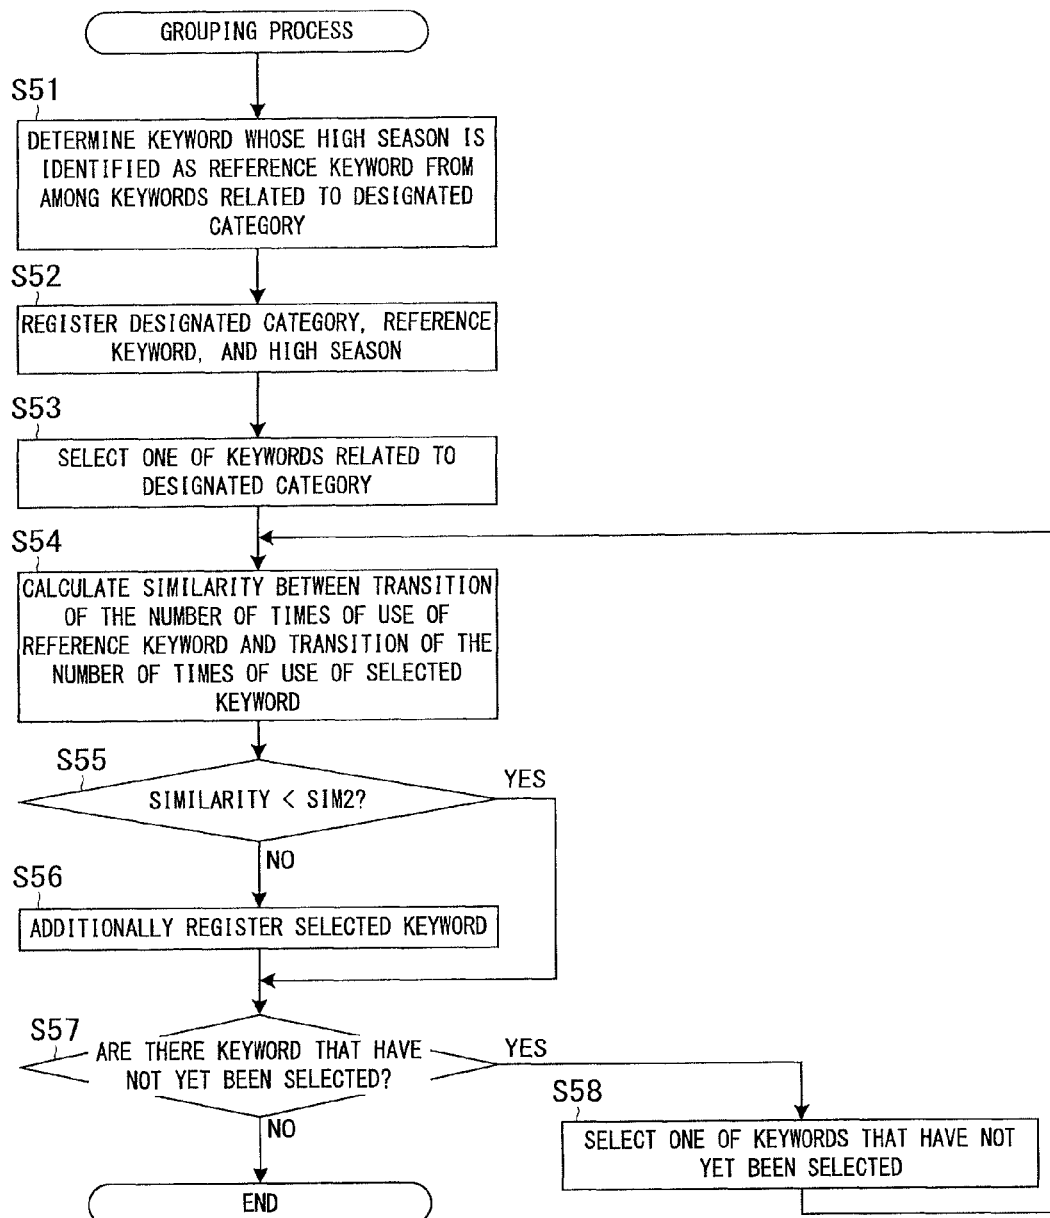 GROUPING PROCESS
S51
DETERMINE KEYWORD WHOSE HIGH SEASON IS
IDENTIFIED AS REFERENCE KEYWORD FROM
AMONG KEYWORDS RELATED TO DESIGNATED
CATEGORY
S52
REGISTER DESIGNATED CATEGORY, REFERENCE
KEYWORD, AND HIGH SEASON
S53
SELECT ONE OF KEYWORDS RELATED TO
DESIGNATED CATEGORY
S54
CALCULATE SIMILARITY BETWEEN TRANSITION
OF THE NUMBER OF TIMES OF USE OF
REFERENCE KEYWORD AND TRANSITION OF THE
NUMBER OF TIMES OF USE OF SELECTED
KEYWORD
S55
SIMILARITY < SIM2?
YES
NO
S56
ADDITIONALLY REGISTER SELECTED KEYWORD
S57
ARE THERE KEYWORD THAT HAVE
NOT YET BEEN SELECTED?
YES
NO
S58
SELECT ONE OF KEYWORDS THAT HAVE NOT
YET BEEN SELECTED
END